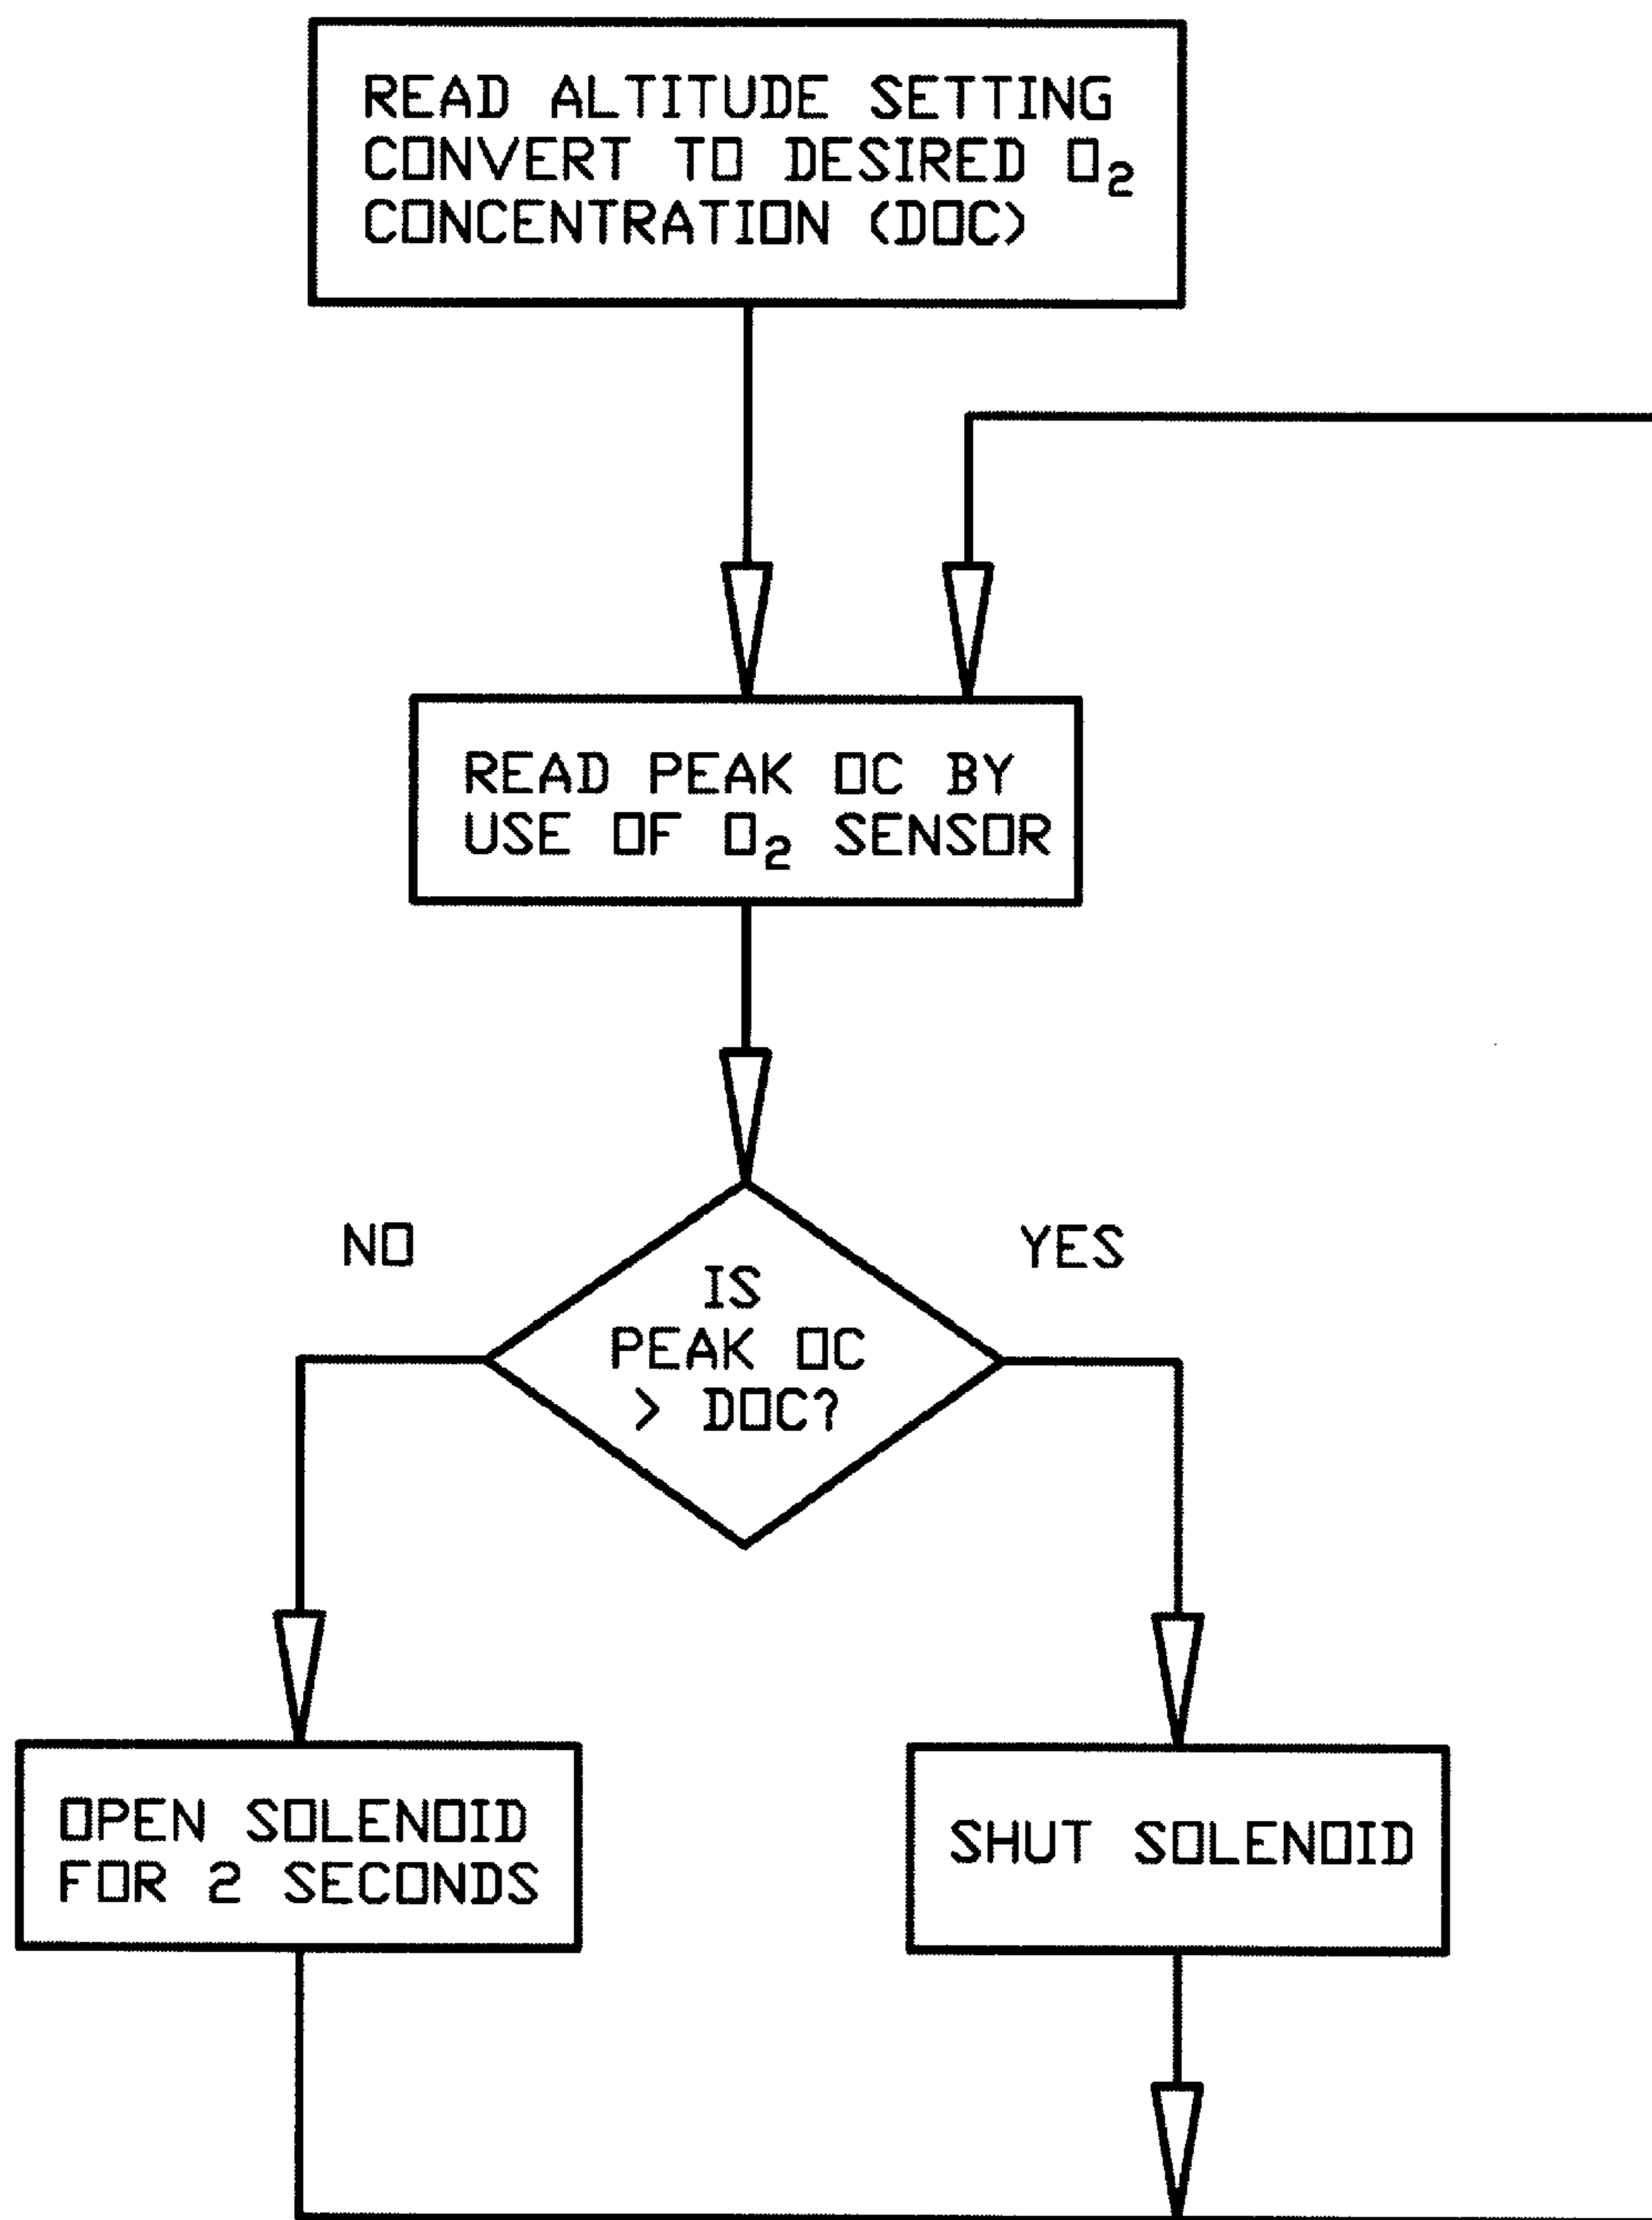 READ ALTITUDE SETTING
CONVERT TO DESIRED O₂
CONCENTRATION (DOC)
READ PEAK OC BY
USE OF O₂ SENSOR
NO
YES
IS
PEAK OC
> DOC?
OPEN SOLENOID
FOR 2 SECONDS
SHUT SOLENOID